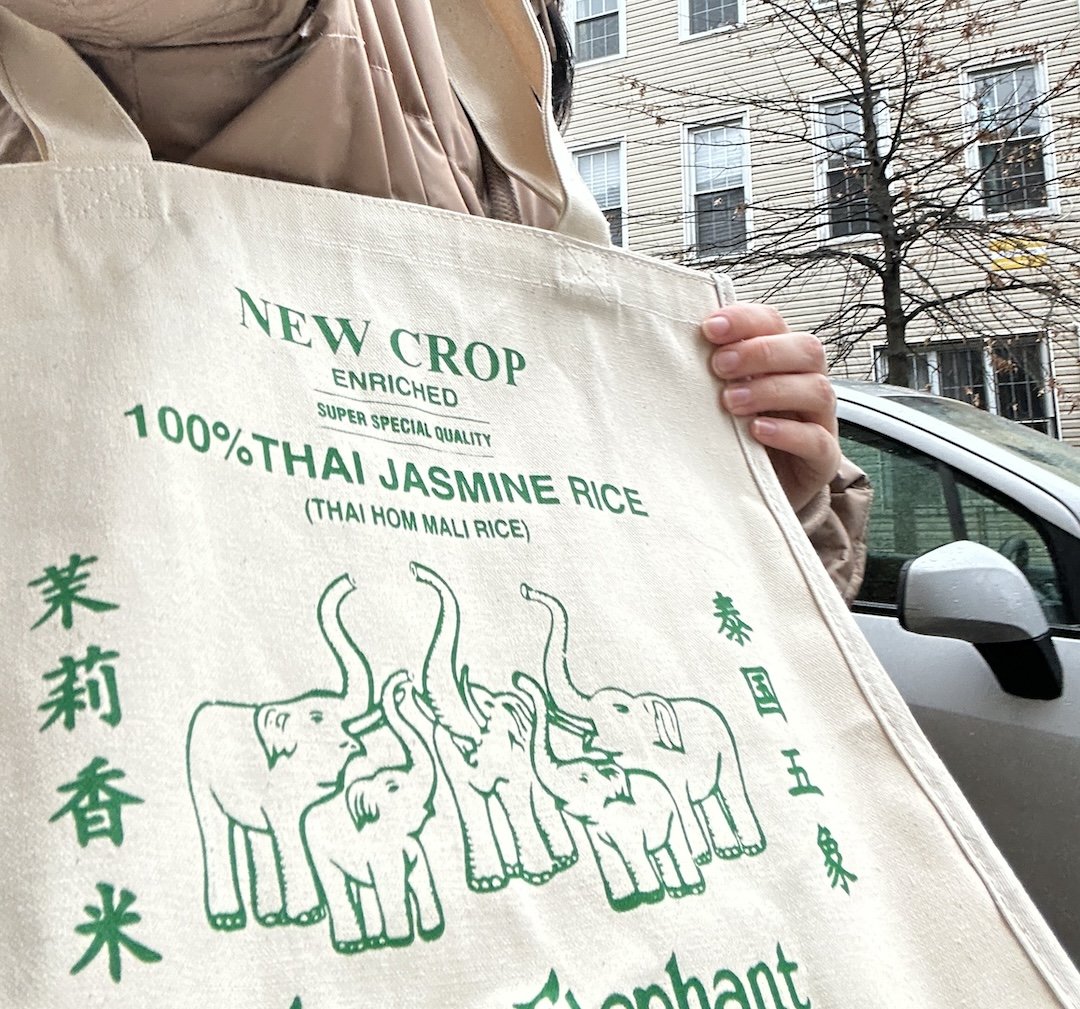 NEW CROP
ENRICHED
SUPER SPECIAL QUALITY
100%THAI JASMINE RICE
(THAI HOM MALI RICE)
茉莉香米
泰国五象
Elephant